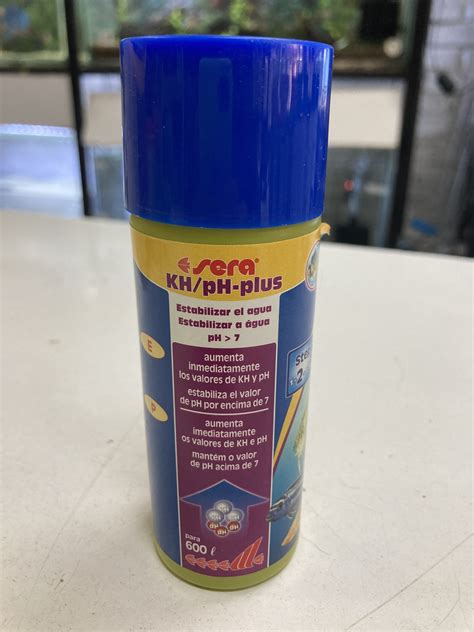 sera®
KH/pH-plus
Estabilizar el agua
Estabilizar a água
pH > 7
E
aumenta
inmediatamente
los valores de KH y pH
estabiliza el valor
de pH por encima de 7
P
aumenta
imediatamente
os valores de KH e pH
mantém o valor
de pH acima de 7
para
600 ℓ